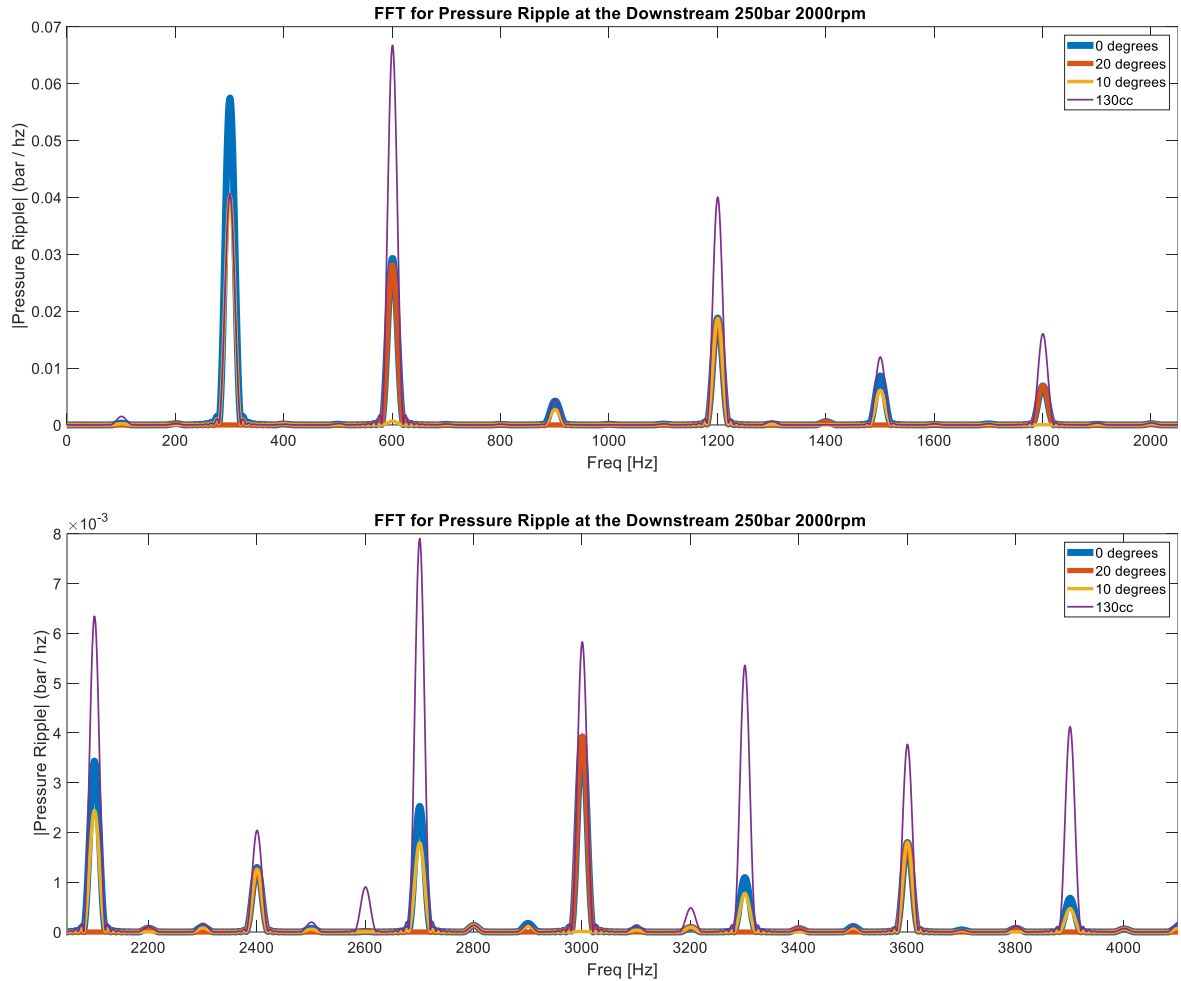 FFT for Pressure Ripple at the Downstream 250bar 2000rpm
|Pressure Ripple| (bar / hz)
0.07
0.06
0.05
0.04
0.03
0.02
0.01
0
0 degrees
20 degrees
10 degrees
130cc
0 200 400 600 800 1000 1200 1400 1600 1800 2000
Freq [Hz]
FFT for Pressure Ripple at the Downstream 250bar 2000rpm
×10-3
|Pressure Ripple| (bar / hz)
8
7
6
5
4
3
2
1
0
0 degrees
20 degrees
10 degrees
130cc
2200 2400 2600 2800 3000 3200 3400 3600 3800 4000
Freq [Hz]